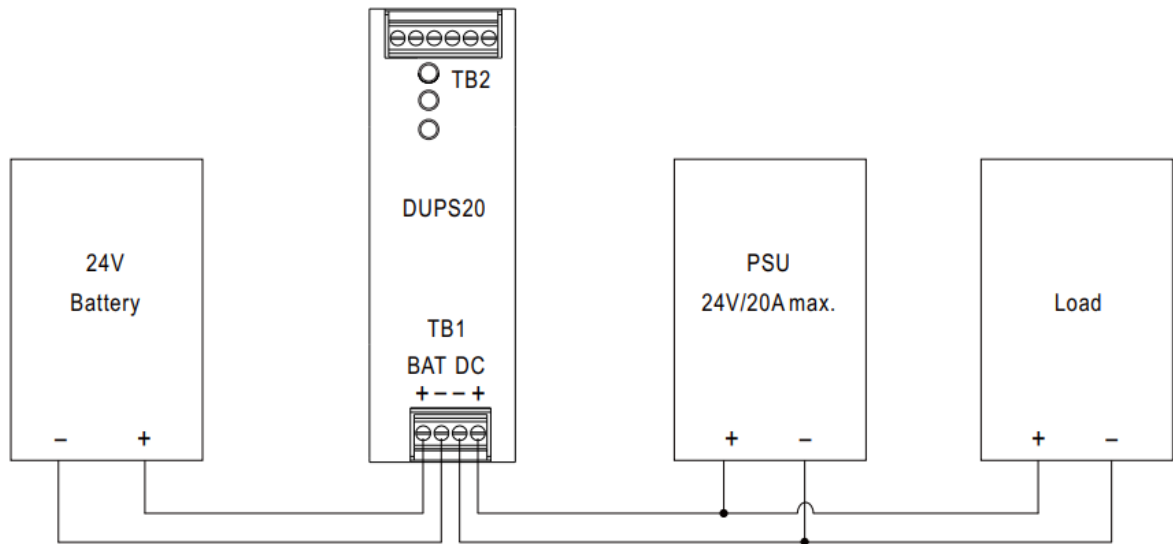 TB2
DUPS20
TB1
BAT DC
+ – – +
24V
Battery
– +
PSU
24V/20A max.
+ –
Load
+ –